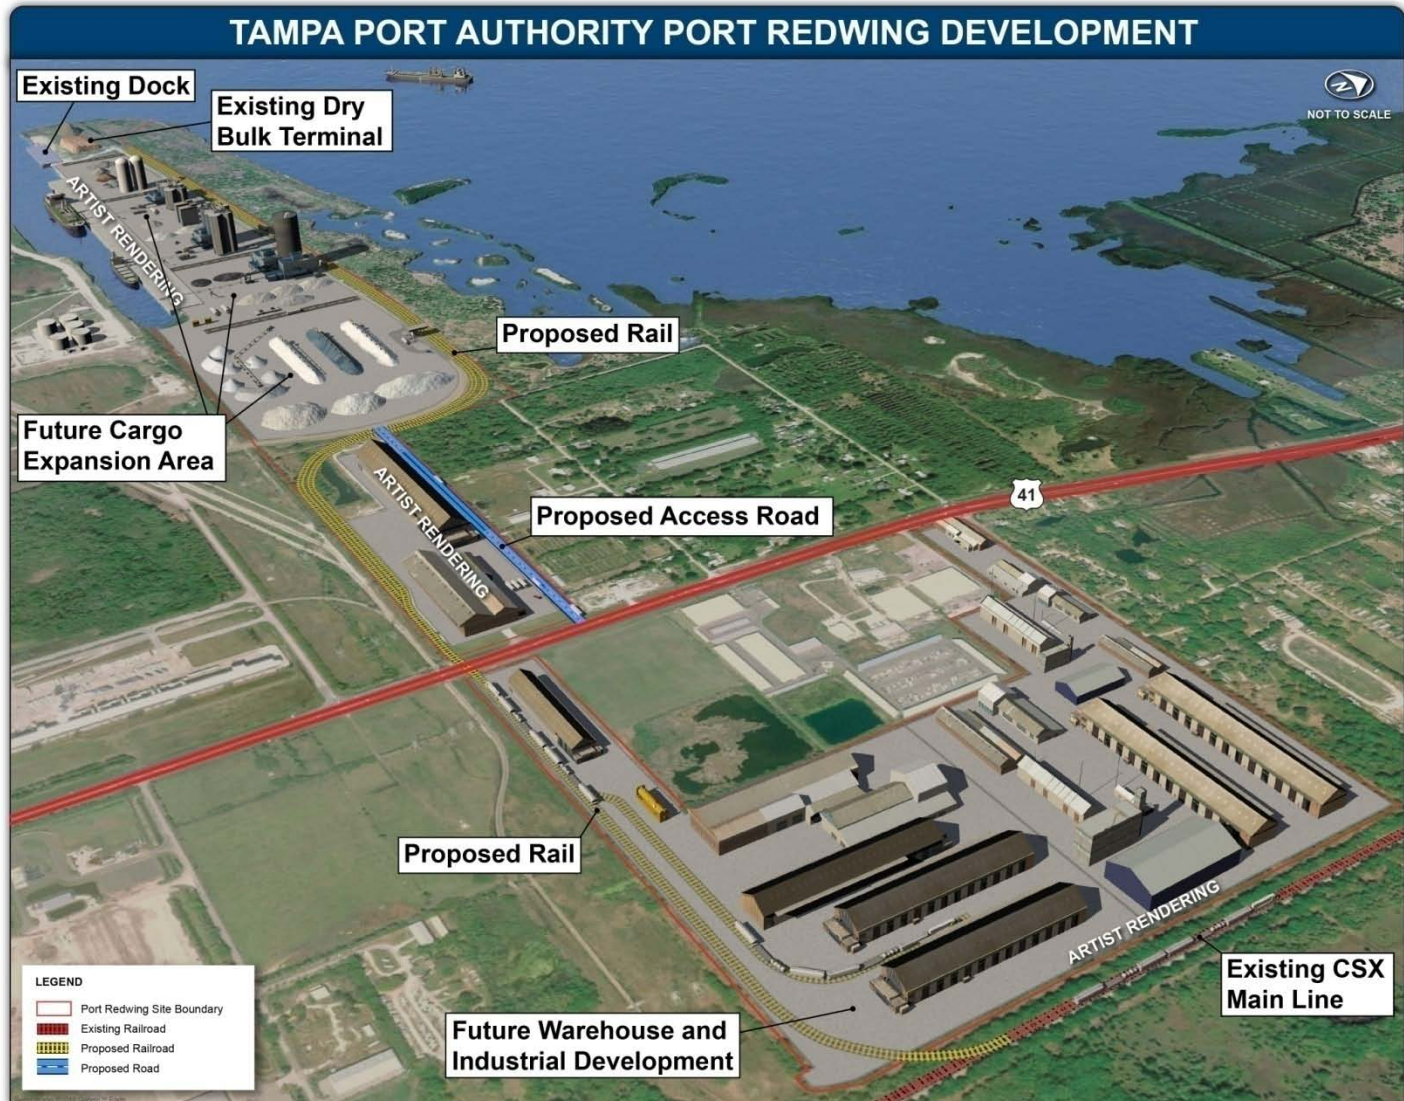 TAMPA PORT AUTHORITY PORT REDWING DEVELOPMENT
Existing Dock
Existing Dry
Bulk Terminal
N
NOT TO SCALE
ARTIST RENDERING
Proposed Rail
Future Cargo
Expansion Area
41
ARTIST RENDERING
Proposed Access Road
Proposed Rail
ARTIST RENDERING
Existing CSX
Main Line
Future Warehouse and
Industrial Development
LEGEND
Port Redwing Site Boundary
Existing Railroad
Proposed Railroad
Proposed Road